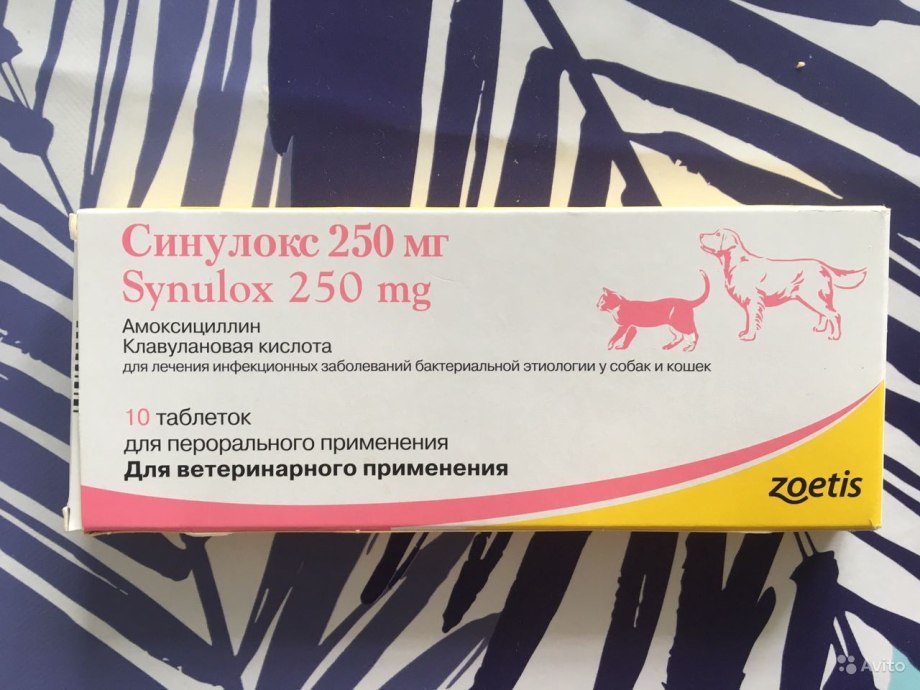 Синулокс 250 мг
Synulox 250 mg
Амоксициллин
Клавулановая кислота
для лечения инфекционных заболеваний бактериальной этиологии у собак и кошек
10 таблеток
для перорального применения
Для ветеринарного применения
zoetis
Avito